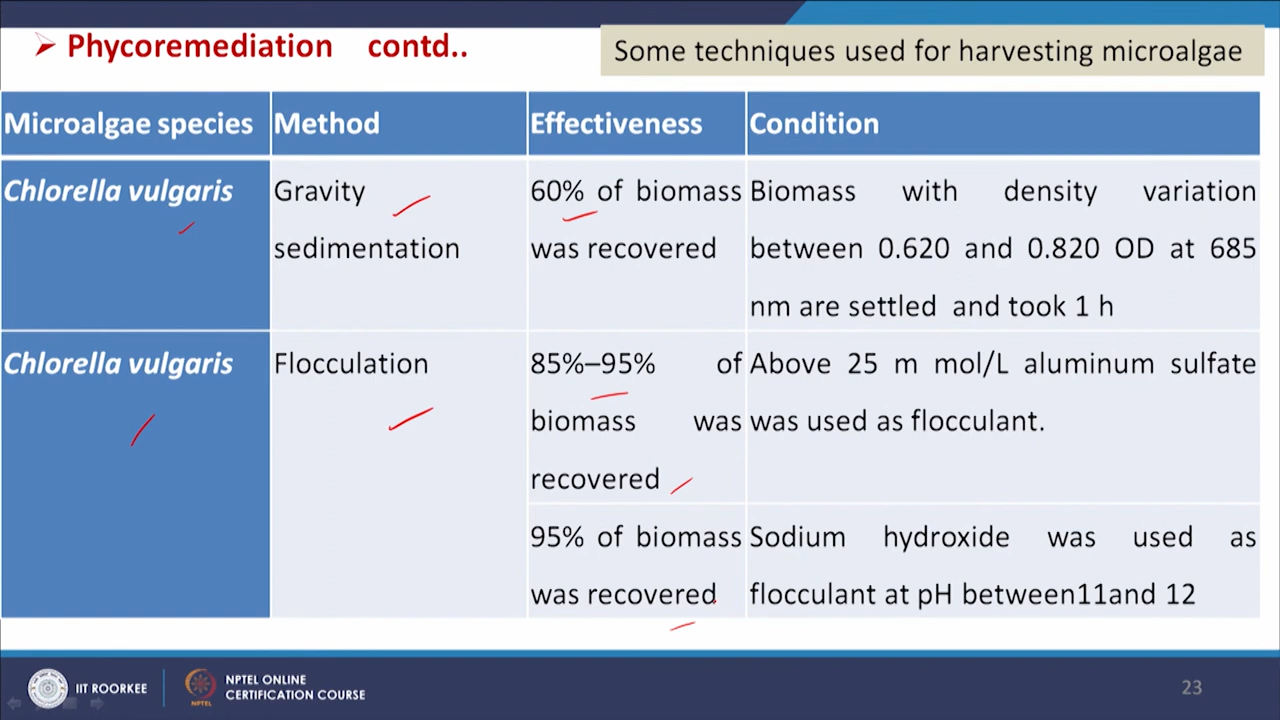 Phycoremediation contd..
Some techniques used for harvesting microalgae
Microalgae species Method Effectiveness Condition
Chlorella vulgaris
Gravity
sedimentation
60% of biomass
was recovered
Biomass with density variation
between 0.620 and 0.820 OD at 685
nm are settled and took 1 h
Chlorella vulgaris
Flocculation
85%–95% of
biomass was
recovered
Above 25 m mol/L aluminum sulfate
was used as flocculant.
95% of biomass
was recovered
Sodium hydroxide was used as
flocculant at pH between11and 12
IIT ROORKEE
NPTEL
NPTEL ONLINE
CERTIFICATION COURSE
23